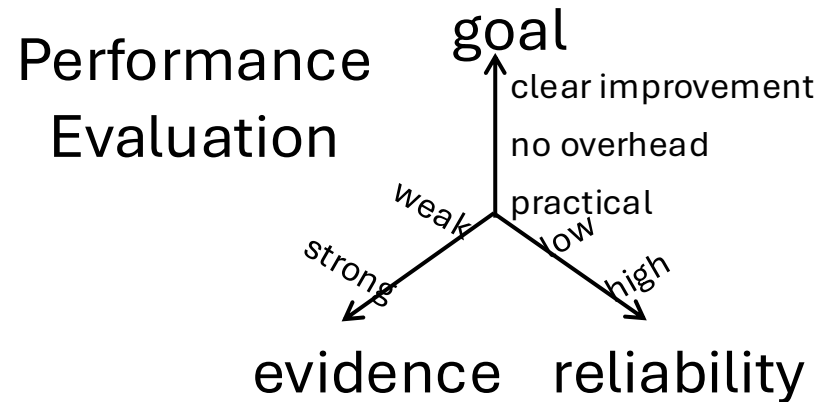 Performance
Evaluation
goal
clear improvement
no overhead
practical
weak
strong
low
high
evidence
reliability